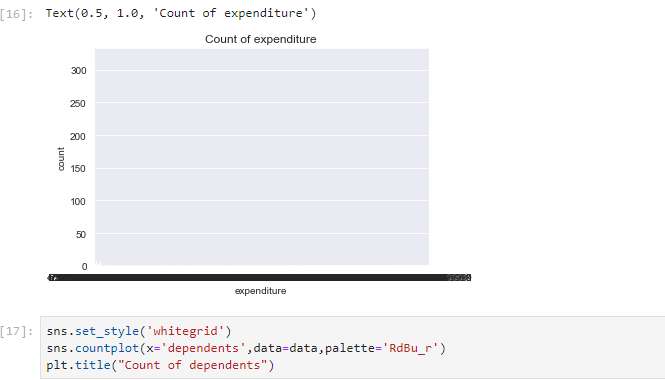 [16]: Text(0.5, 1.0, 'Count of expenditure')
Count of expenditure
300
250
200
150
100
50
0
count
expenditure
[17]: sns.set_style('whitegrid')
sns.countplot(x='dependents',data=data,palette='RdBu_r')
plt.title("Count of dependents")